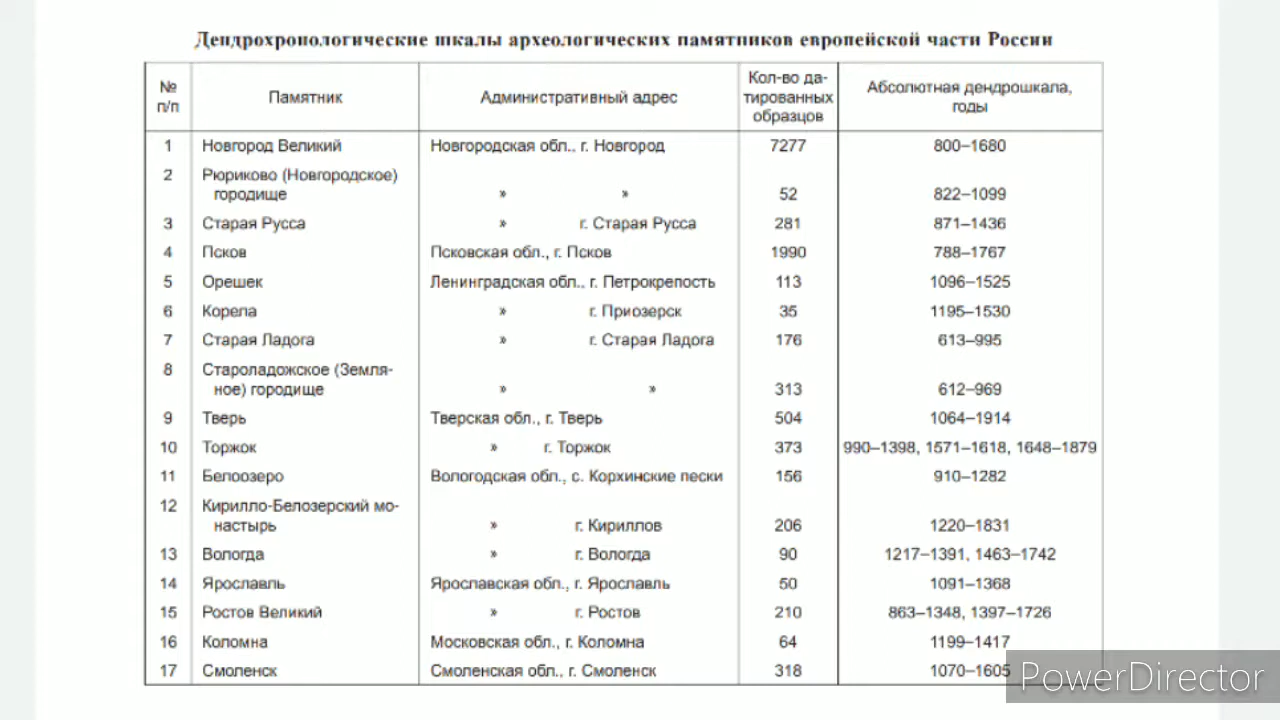 Дендрохронологические шкалы археологических памятников европейской части России
№ п/п Памятник Административный адрес Кол-во датированных образцов Абсолютная дендрошкала, годы
1 Новгород Великий Новгородская обл., г. Новгород 7277 800–1680
2 Рюриково (Новгородское)
городище » » 52 822–1099
3 Старая Русса » г. Старая Русса 281 871–1436
4 Псков Псковская обл., г. Псков 1990 788–1767
5 Орешек Ленинградская обл., г. Петрокрепость 113 1096–1525
6 Корела » г. Приозерск 35 1195–1530
7 Старая Ладога » г. Старая Ладога 176 613–995
8 Староладожское (Земля-
ное) городище » » 313 612–969
9 Тверь Тверская обл., г. Тверь 504 1064–1914
10 Торжок » г. Торжок 373 990–1398, 1571–1618, 1648–1879
11 Белоозеро Вологодская обл., с. Корхинские пески 156 910–1282
12 Кирилло-Белозерский мо-
настырь » г. Кириллов 206 1220–1831
13 Вологда » г. Вологда 90 1217–1391, 1463–1742
14 Ярославль Ярославская обл., г. Ярославль 50 1091–1368
15 Ростов Великий » г. Ростов 210 863–1348, 1397–1726
16 Коломна Московская обл., г. Коломна 64 1199–1417
17 Смоленск Смоленская обл., г. Смоленск 318 1070–1605
PowerDirector